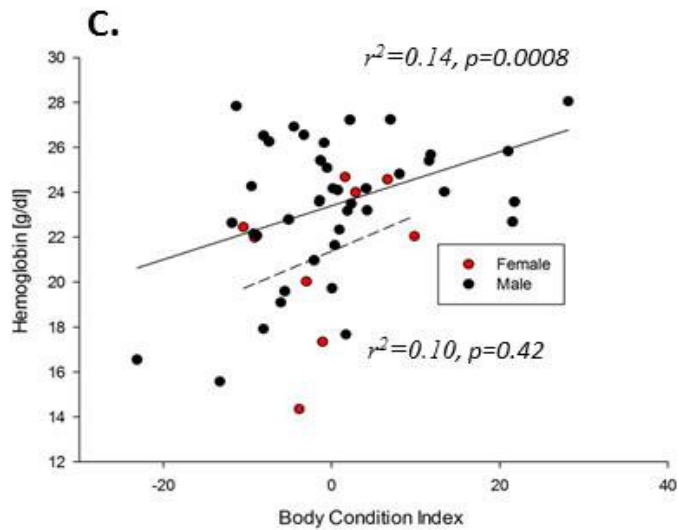 C.
r²=0.14, p=0.0008
30
28
26
24
22
20
18
16
14
12
Hemoglobin [g/dl]
Female
Male
r²=0.10, p=0.42
-20
0
20
40
Body Condition Index